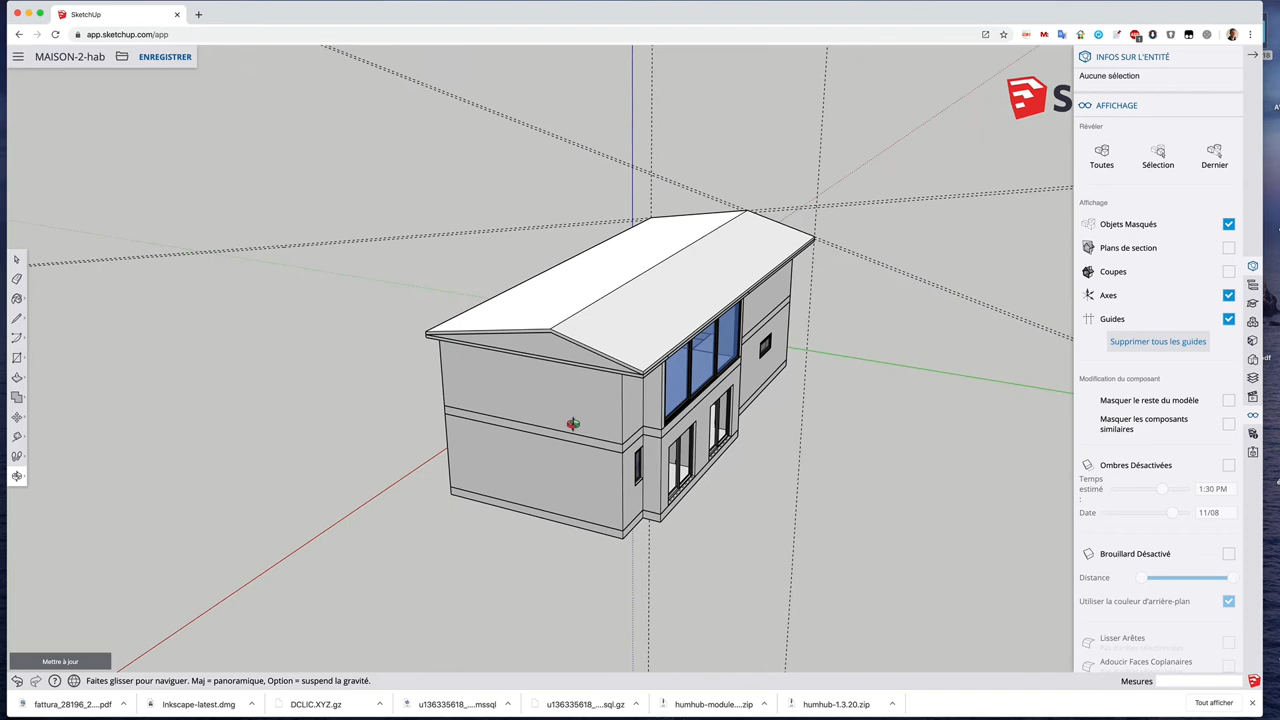 SketchUp
app.sketchup.com/app
MAISON-2-hab
ENREGISTRER
S
INFOS SUR L'ENTITÉ
Aucune sélection
AFFICHAGE
Révéler
Toutes
Sélection
Dernier
Affichage
Objets Masqués
Plans de section
Coupes
Axes
Guides
Supprimer tous les guides
Modification du composant
Masquer le reste du modèle
Masquer les composants
similaires
Ombres Désactivées
Temps
estimé
:
1:30 PM
Date
11/08
Brouillard Désactivé
Distance
Utiliser la couleur d'arrière-plan
Lisser Arêtes
Adoucir Faces Coplanaires
Mettre à jour
Faites glisser pour naviguer. Maj = panoramique, Option = suspend la gravité.
Mesures
fattura_28196_2....pdf
Inkscape-latest.dmg
DCLIC.XYZ.gz
u136335618_....mssql
u136335618_....sql.gz
humhub-module....zip
humhub-1.3.20.zip
Tout afficher